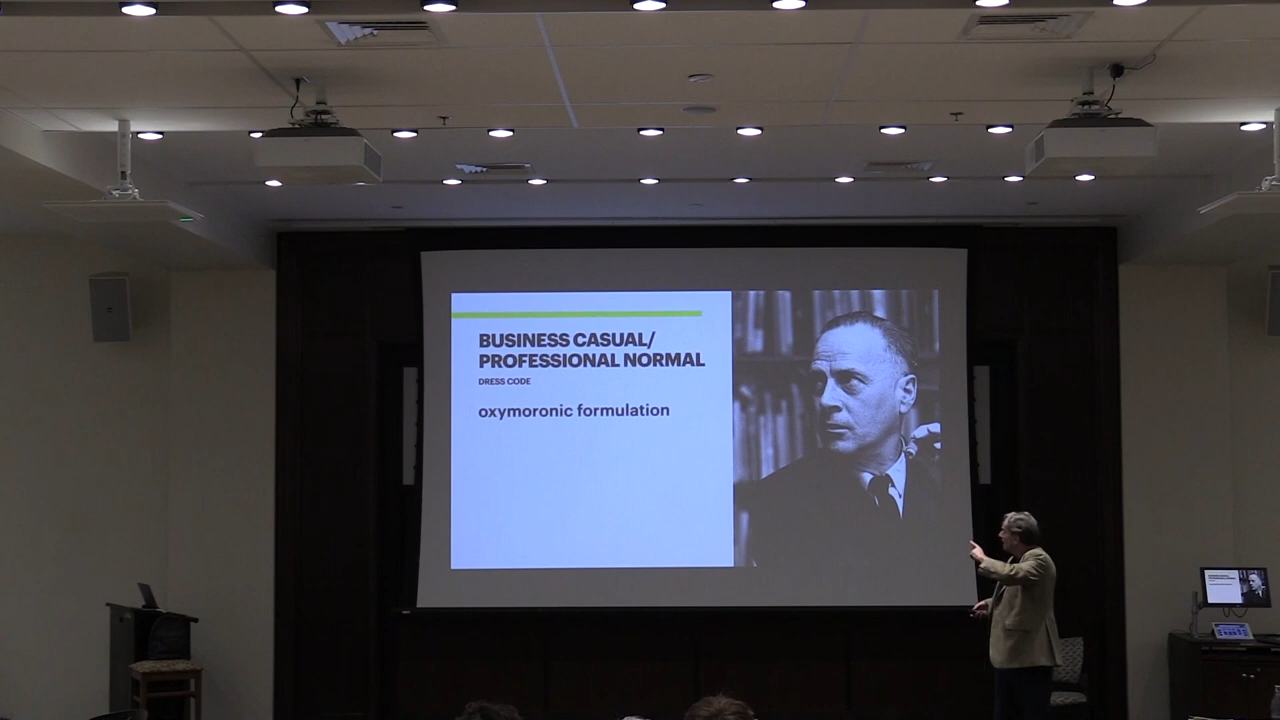 BUSINESS CASUAL/
PROFESSIONAL NORMAL
DRESS CODE
oxymoronic formulation